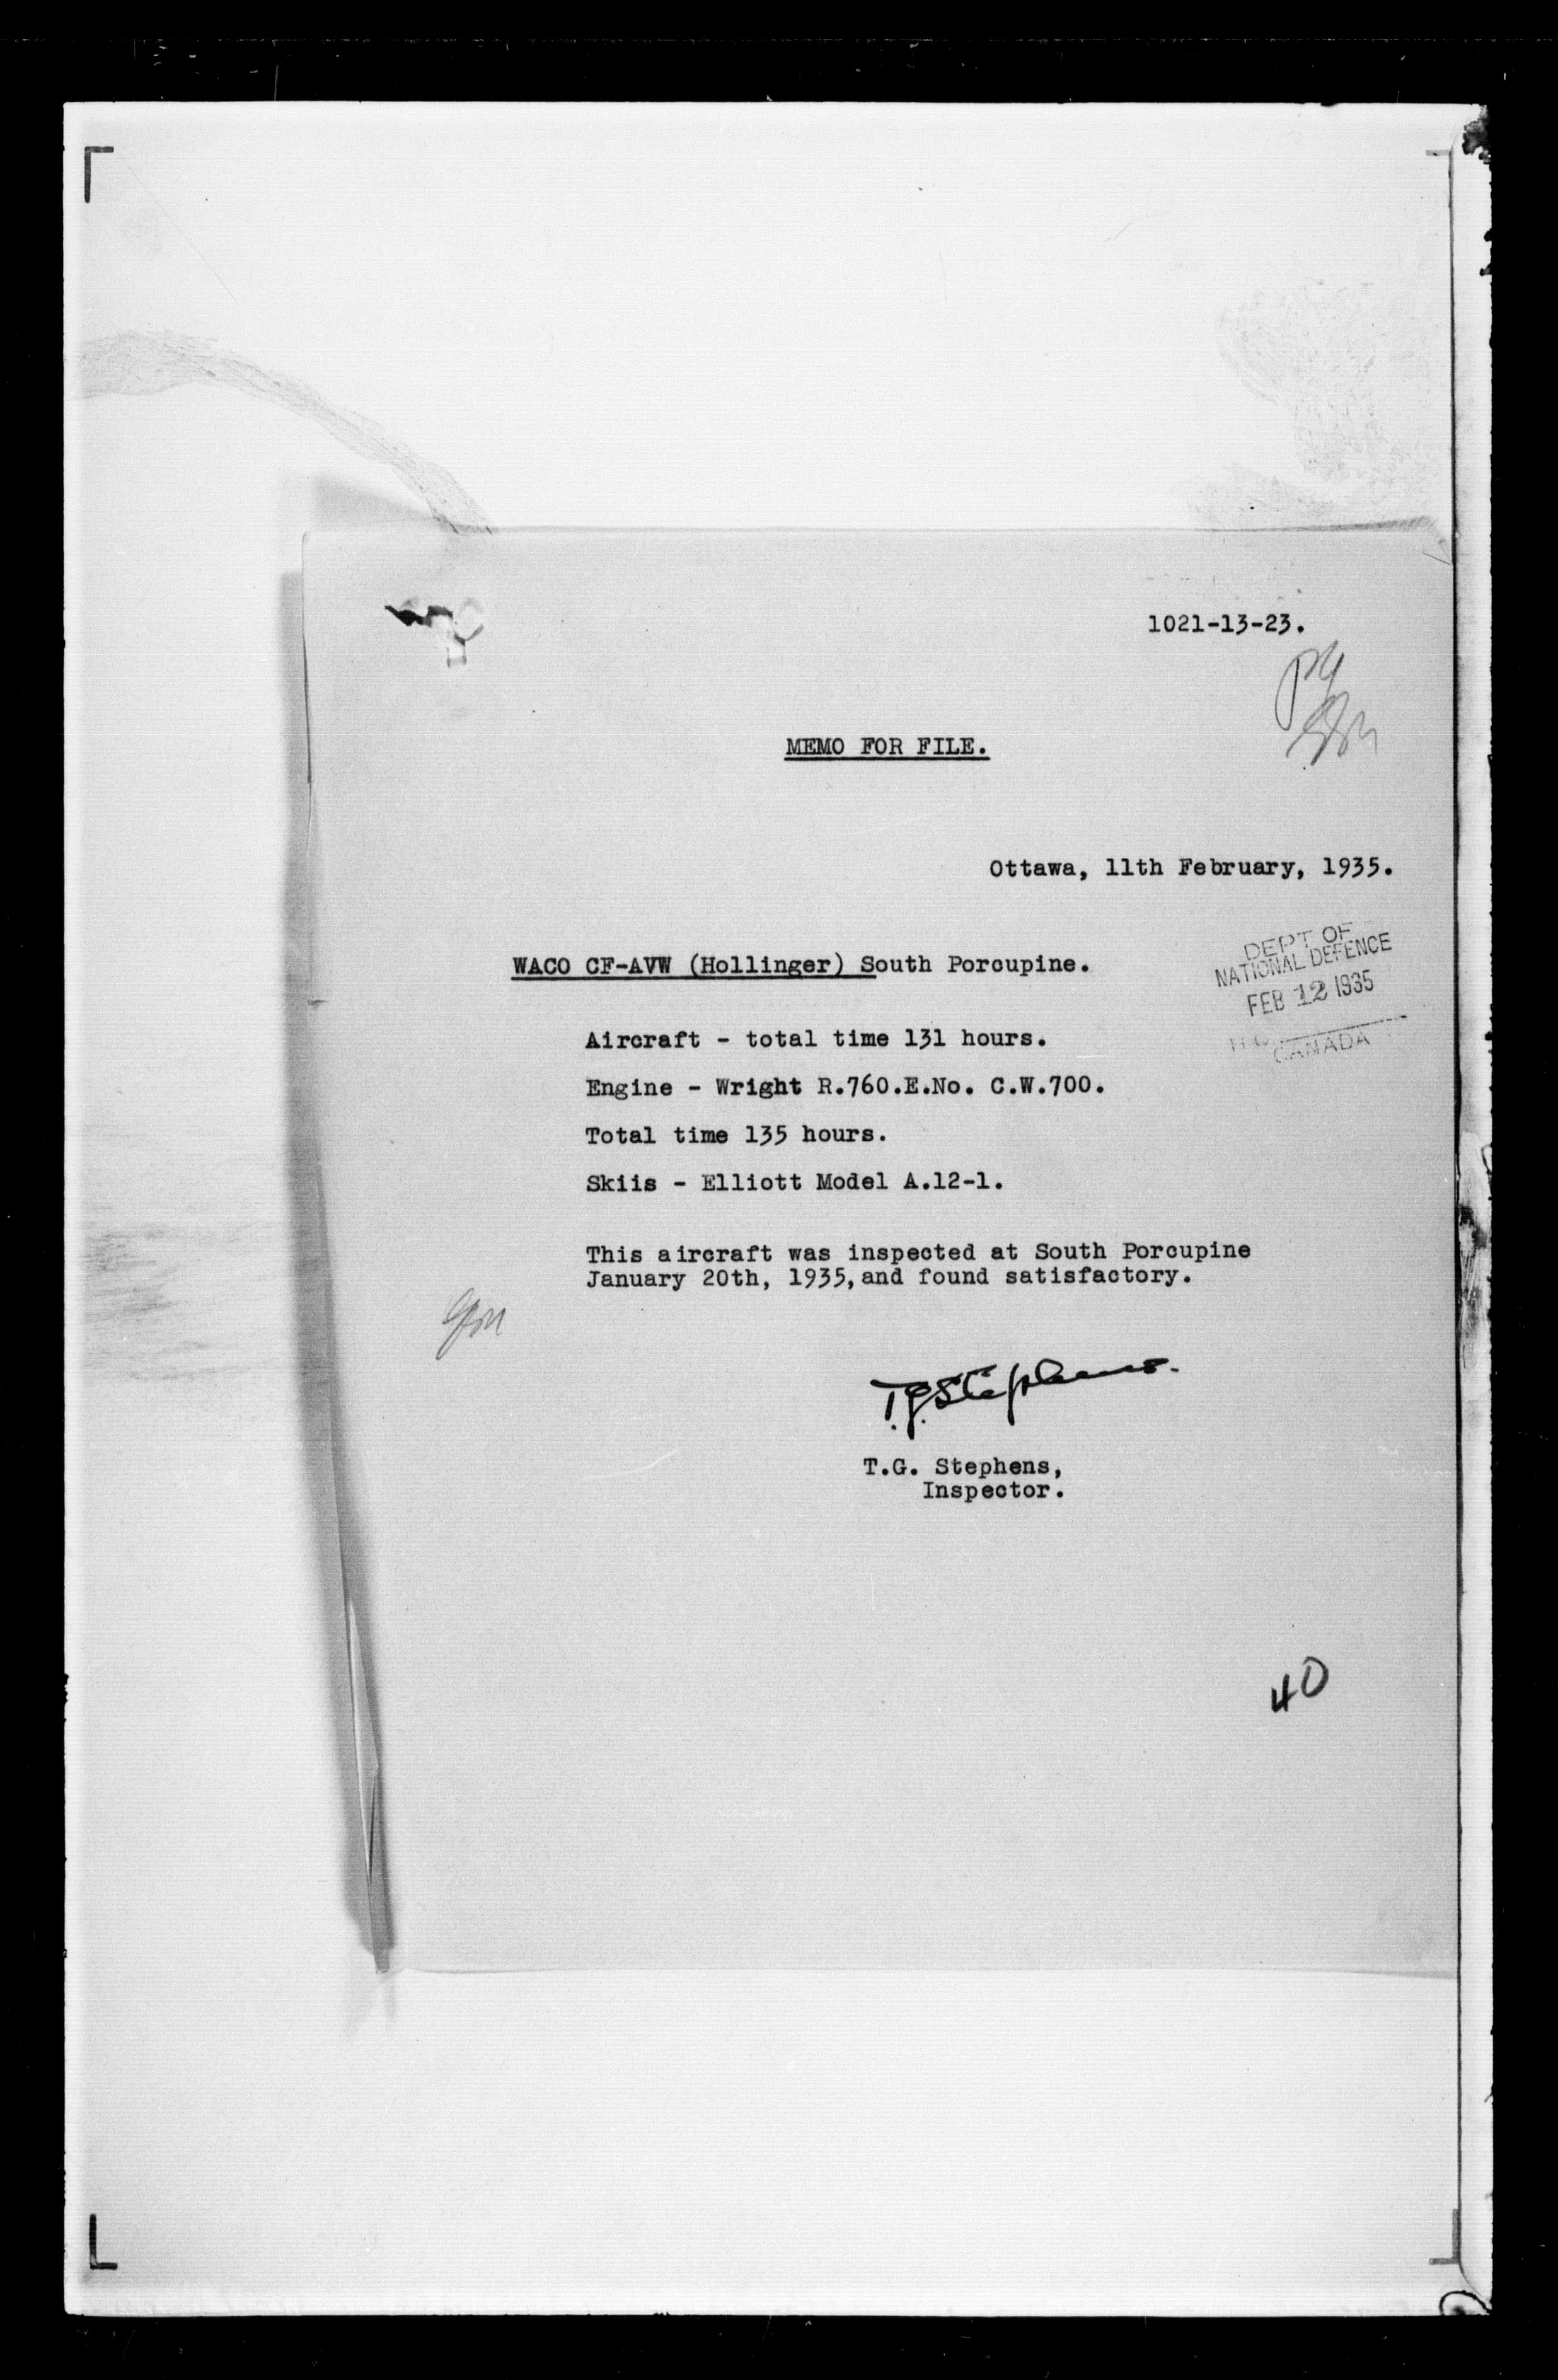 1021-13-23.
MEMO FOR FILE.
Ottawa, 11th February, 1935.
WACO CF-AVW (Hollinger) South Porcupine.
DEPT OF
NATIONAL DEFENCE
FEB 12 1935
CANADA
Aircraft - total time 131 hours.
Engine - Wright R.760.E.No. C.W.700.
Total time 135 hours.
Skiis - Elliott Model A.12-1.
This aircraft was inspected at South Porcupine
January 20th, 1935,and found satisfactory.
T.G. Stephens.
T.G. Stephens,
Inspector.
40